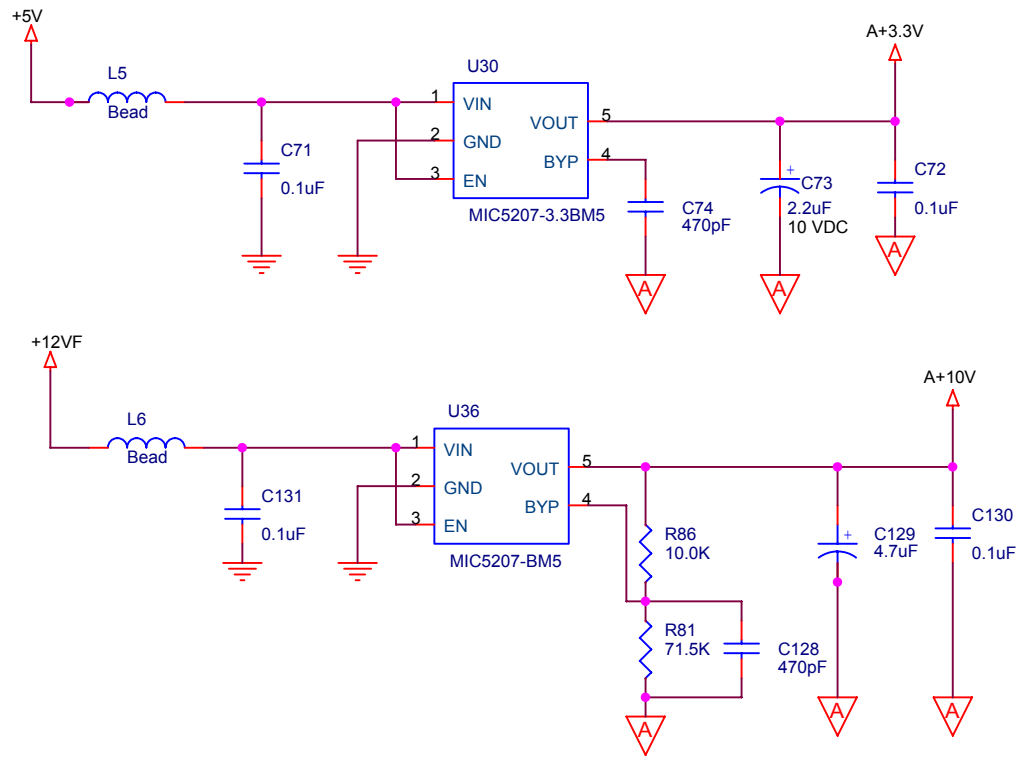 +5V
A+3.3V
L5
Bead
U30
1
VIN
VOUT
5
2
GND
BYP
4
3
EN
MIC5207-3.3BM5
C71
0.1uF
C74
470pF
+
C73
2.2uF
10 VDC
C72
0.1uF
A
A
A
+12VF
A+10V
L6
Bead
U36
1
VIN
VOUT
5
2
GND
BYP
4
3
EN
MIC5207-BM5
C131
0.1uF
R86
10.0K
+
C129
4.7uF
C130
0.1uF
R81
71.5K
C128
470pF
A
A
A